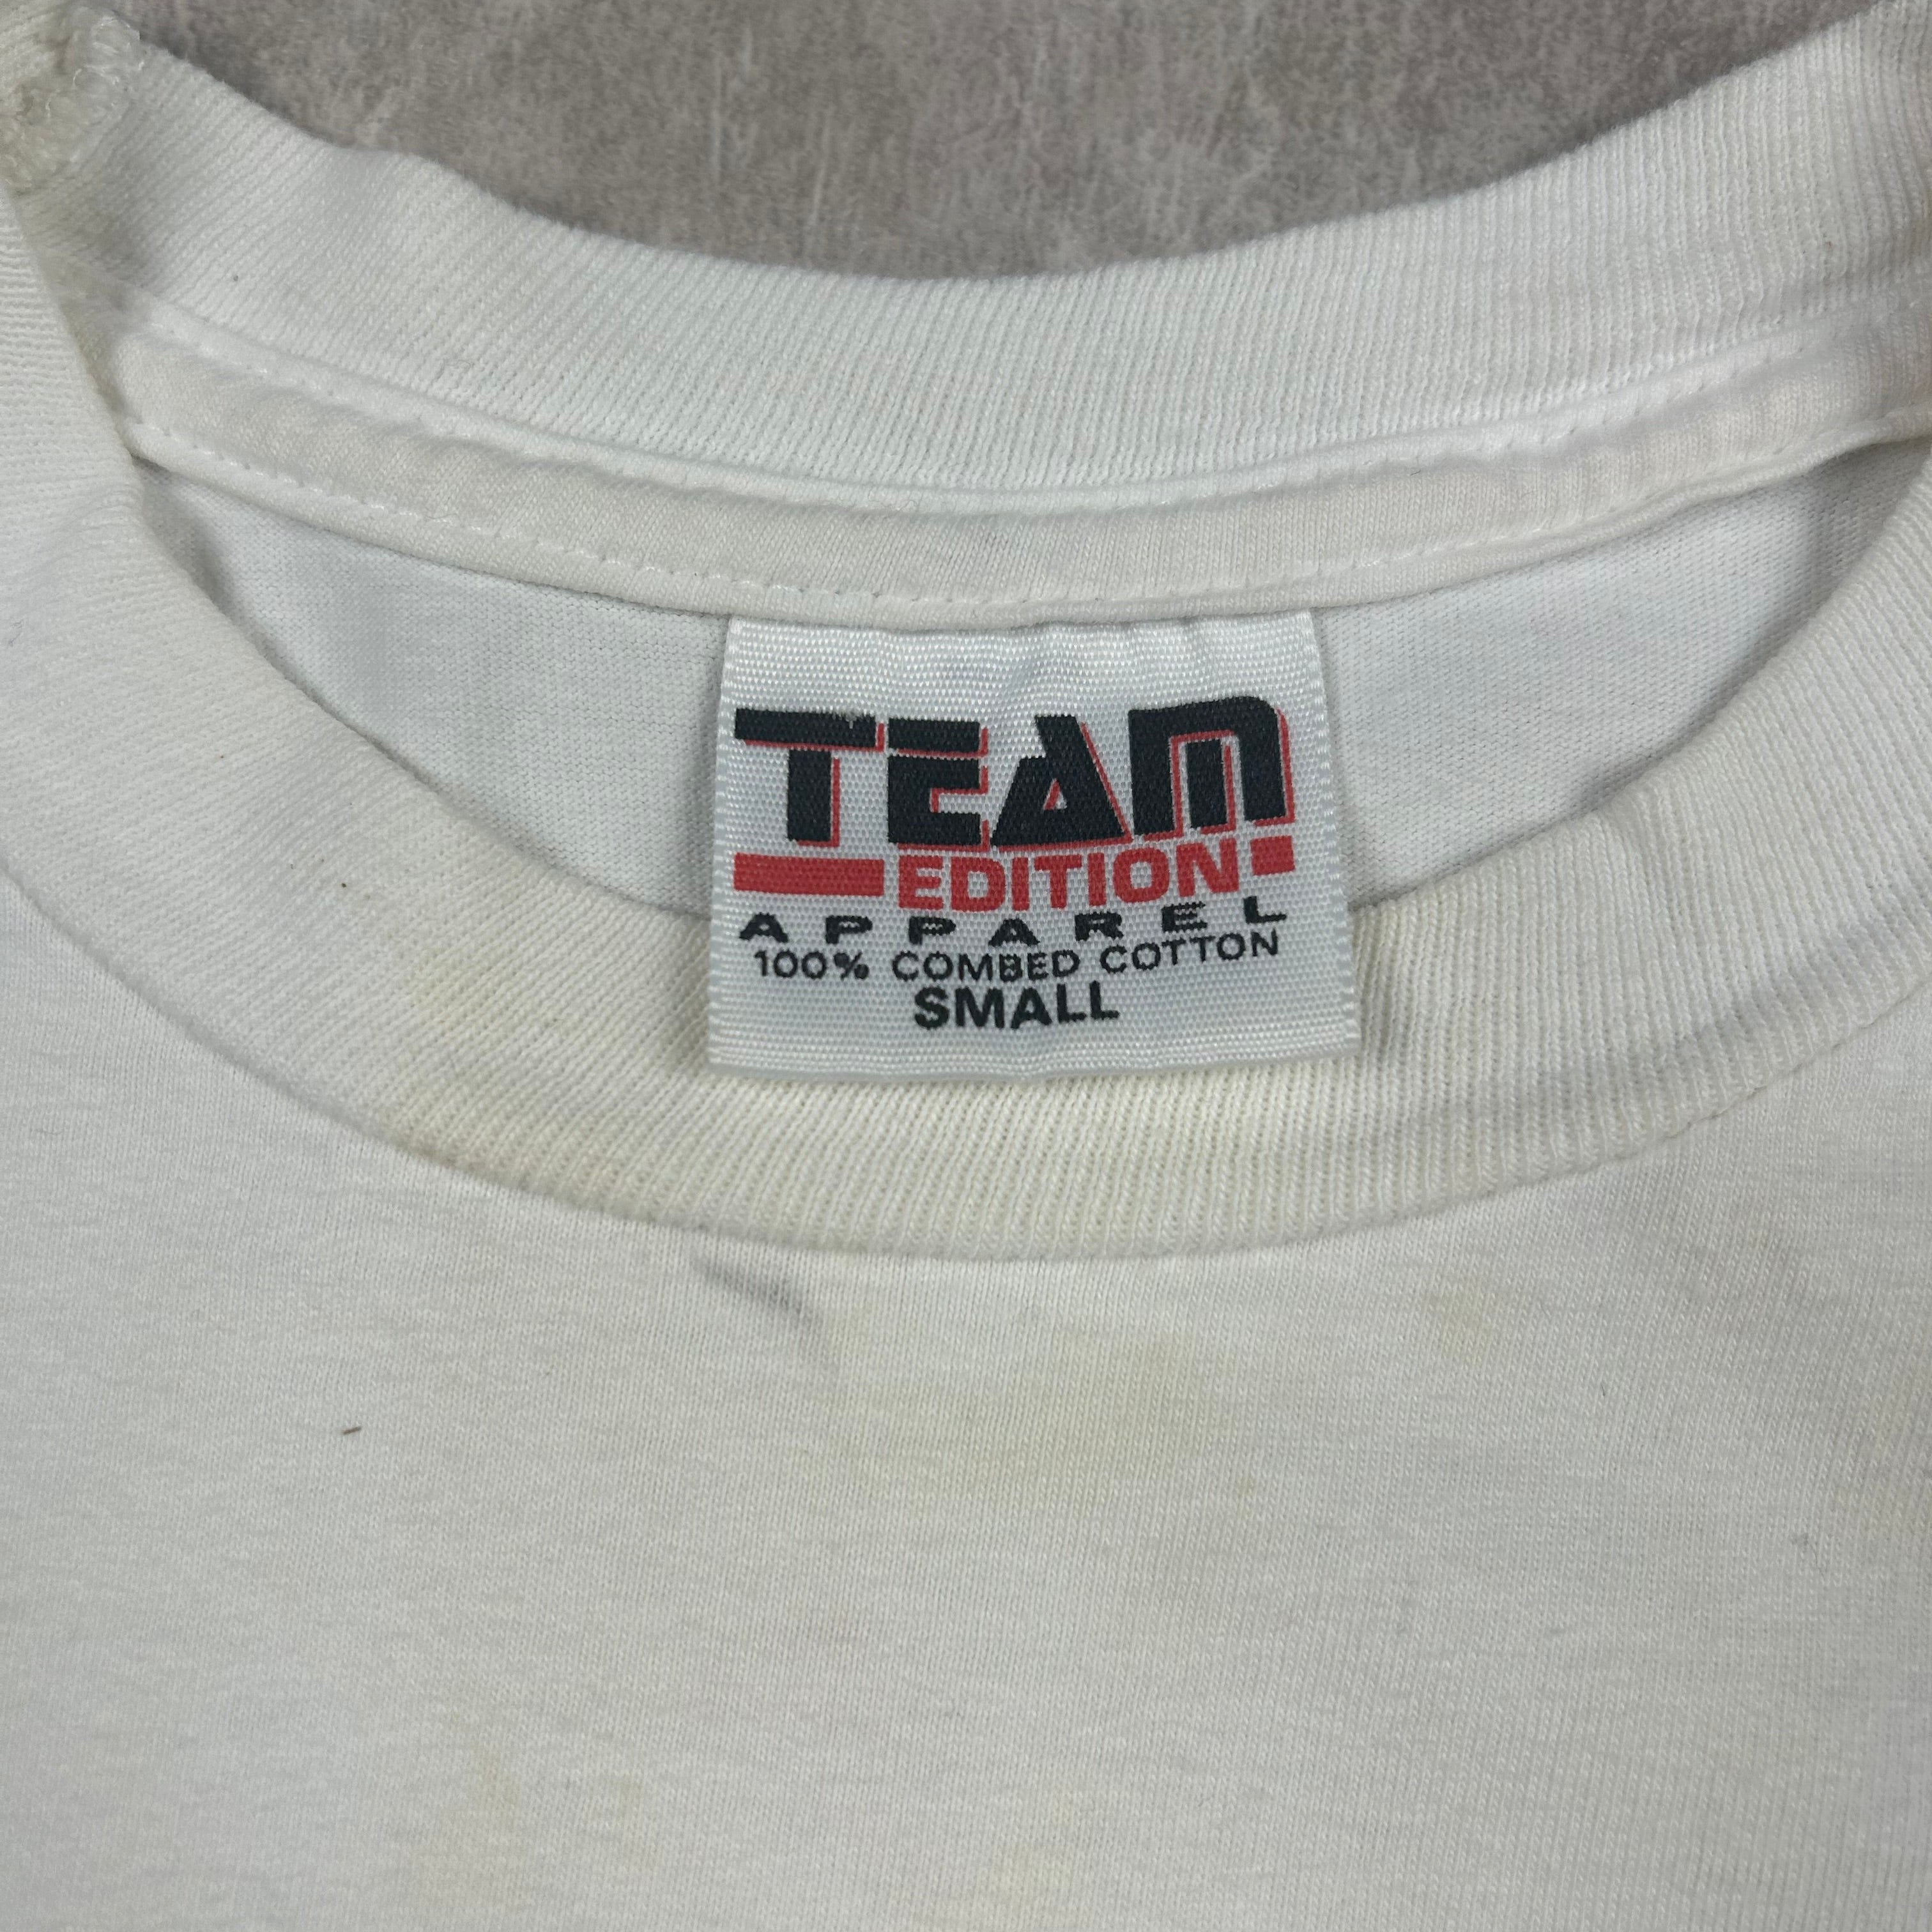 TEAM
EDITION
APPAREL
100% COMBED COTTON
SMALL